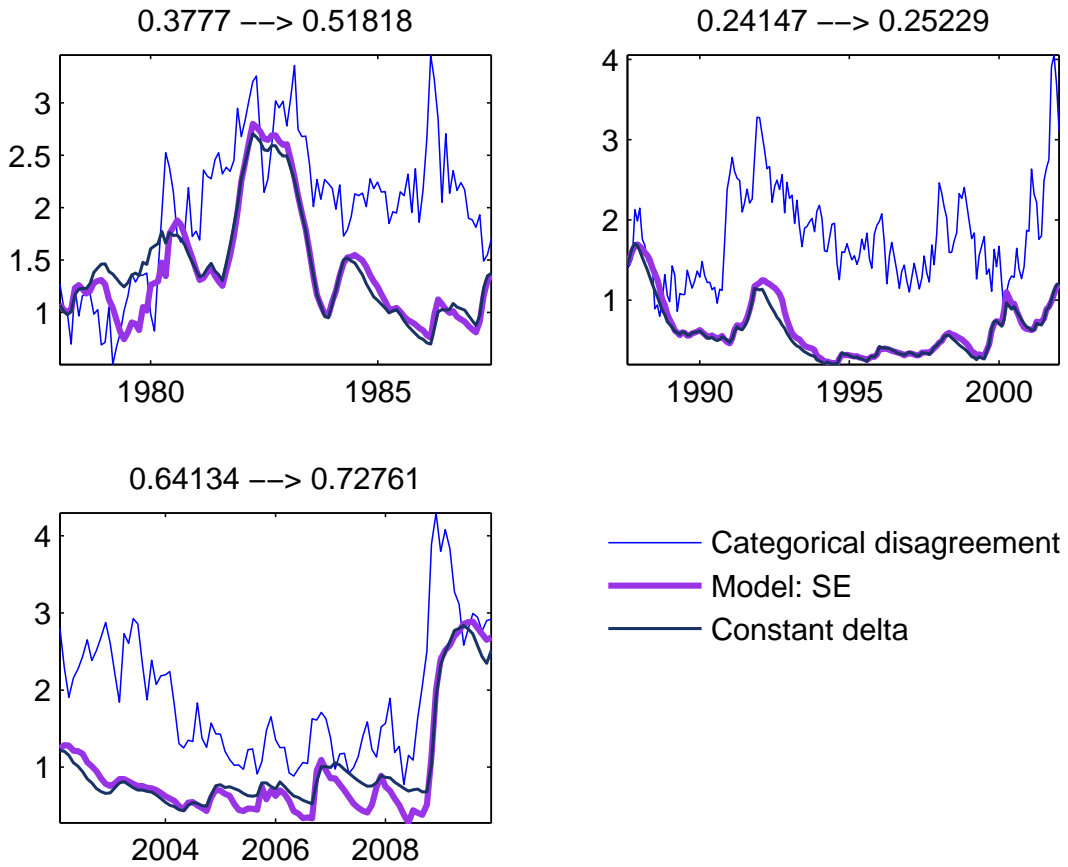 0.3777 −−> 0.51818
3
2.5
2
1.5
1
1980 1985
0.24147 −−> 0.25229
4
3
2
1
1990 1995 2000
0.64134 −−> 0.72761
4
3
2
1
2004 2006 2008
Categorical disagreement
Model: SE
Constant delta